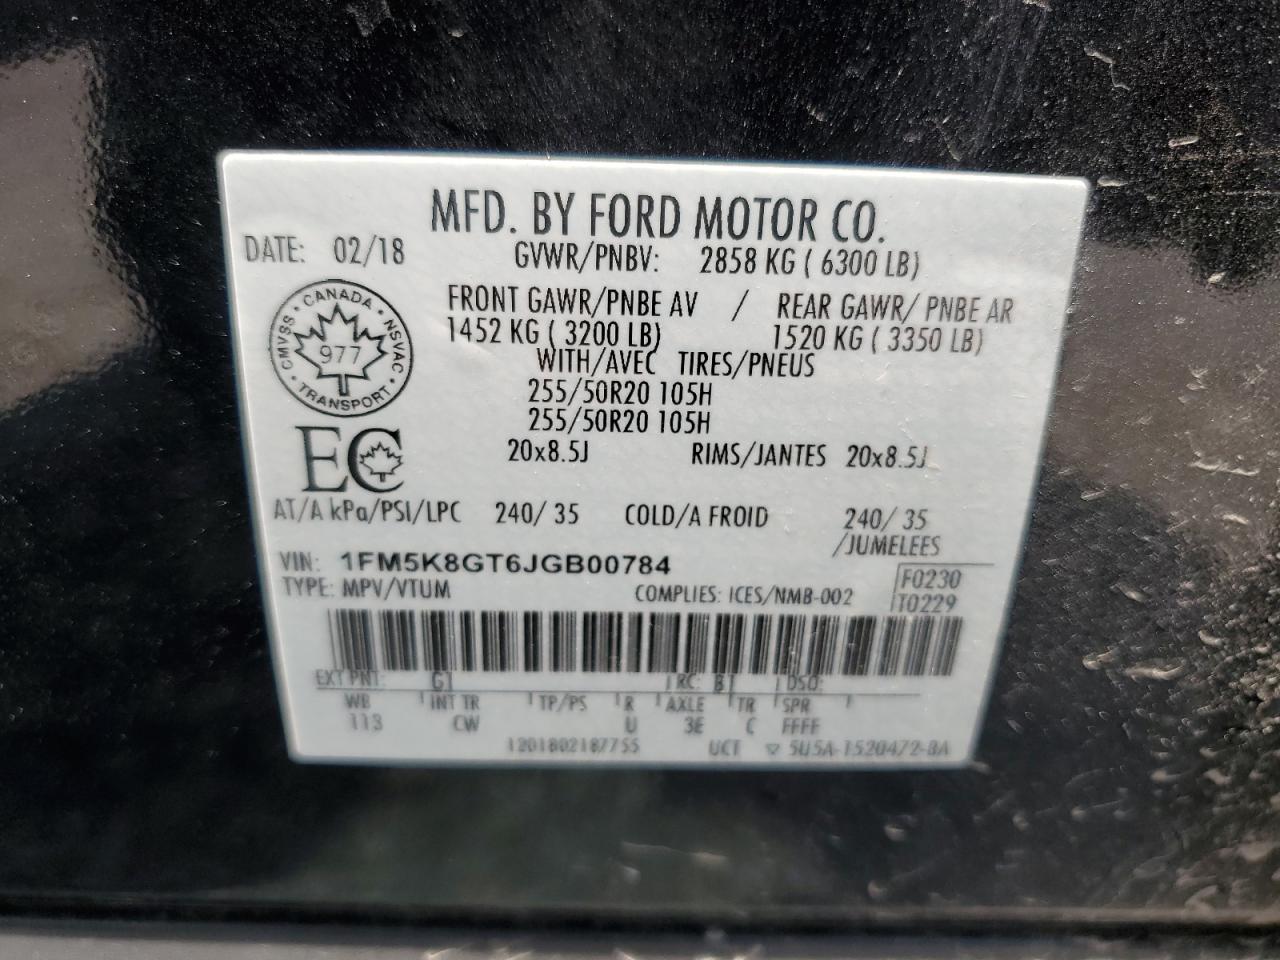 MFD. BY FORD MOTOR CO.
DATE: 02/18 GVWR/PNBV: 2858 KG ( 6300 LB)
FRONT GAWR/PNBE AV / REAR GAWR/ PNBE AR
1452 KG ( 3200 LB) 1520 KG ( 3350 LB)
WITH/AVEC TIRES/PNEUS
255/50R20 105H
255/50R20 105H
20x8.5J RIMS/JANTES 20x8.5J
CANADA · NSVAC · TRANSPORT · CMVSS
977
EC
AT/A kPa/PSI/LPC 240/ 35 COLD/A FROID 240/ 35
/JUMELEES
VIN: 1FM5K8GT6JGB00784
TYPE: MPV/VTUM COMPLIES: ICES/NMB-002
F0230
T0229
EXT PNT: G1 RC: B1 DSO:
WB INT TR TP/PS R AXLE TR SPR
113 CW U 3E C FFFF
1201802187755 UCT ▽ 5U5A-1520472-BA